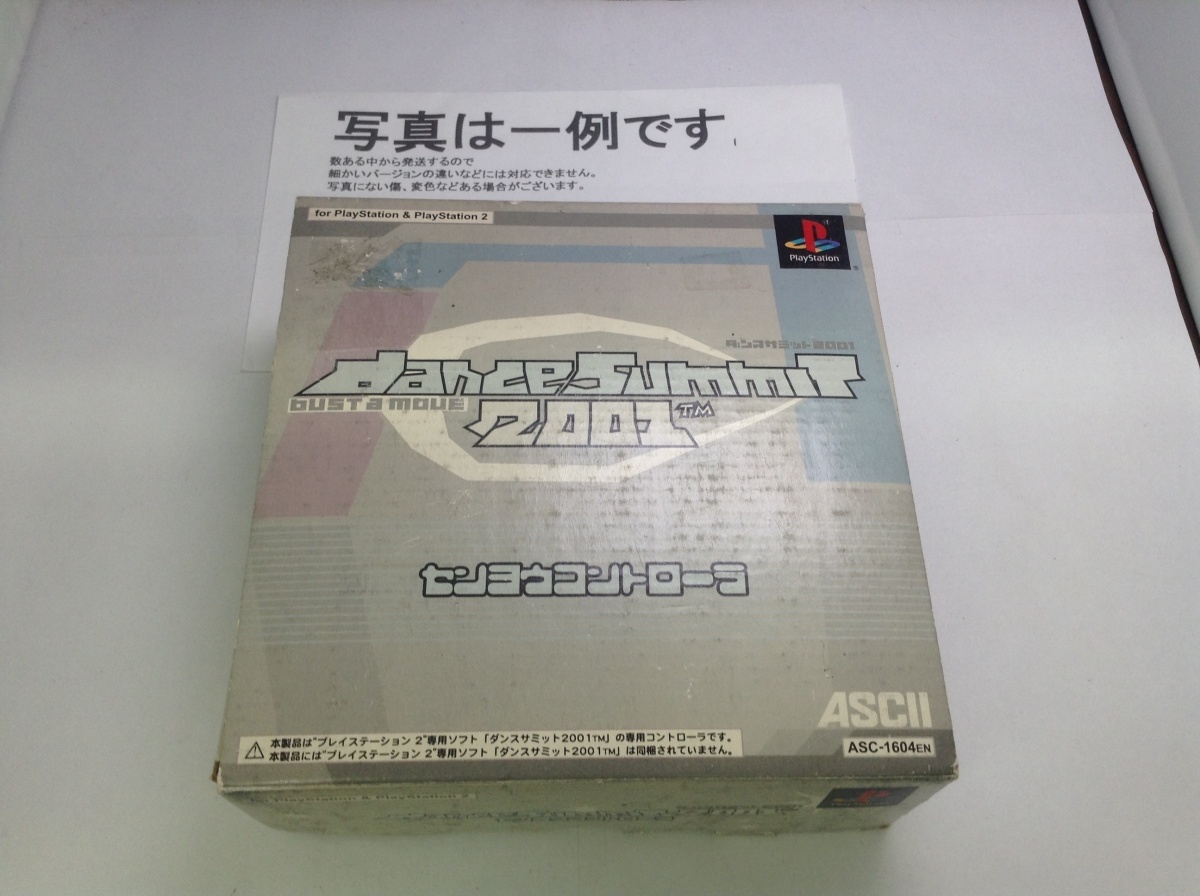 写真は一例です
数ある中から発送するので
細かいバージョンの違いなどには対応できません。
写真にない傷、変色などある場合がございます。
for PlayStation & PlayStation 2
PlayStation
ダンスサミット2001
dance summit
bust a move
2001™
センヨウコントローラ
ASCII
本製品は"プレイステーション 2"専用ソフト「ダンスサミット2001TM」の専用コントローラです。
本製品には"プレイステーション 2"専用ソフト「ダンスサミット2001TM」は同梱されていません。
ASC-1604EN
for PlayStation & PlayStation 2